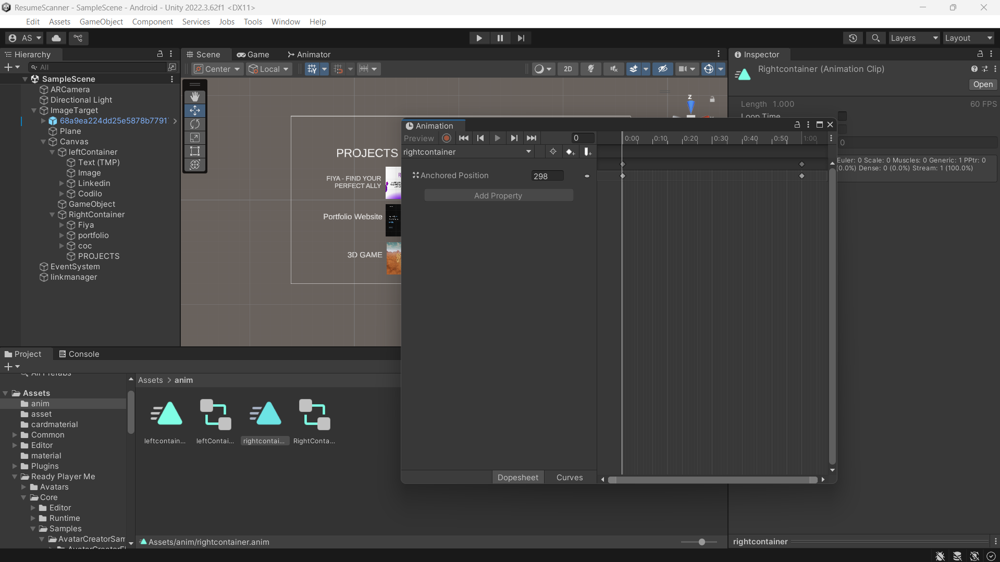 ResumeScanner - SampleScene - Android - Unity 2022.3.62f1 <DX11>
Edit Assets GameObject Component Services Jobs Tools Window Help
AS
Layers
Layout
Hierarchy
All
SampleScene
ARCamera
Directional Light
ImageTarget
68a9ea224dd25e5878b7791
Plane
Canvas
leftContainer
Text (TMP)
Image
Linkedin
Codilo
GameObject
RightContainer
Fiya
portfolio
coc
PROJECTS
EventSystem
linkmanager
Scene
Game
Animator
Center
Local
2D
Z
PROJECTS
FIYA - FIND YOUR
PERFECT ALLY
Portfolio Website
3D GAME
Animation
Preview
0
0:00 0:10 0:20 0:30 0:40 0:50 1:00
rightcontainer
Anchored Position
298
Add Property
Dopesheet
Curves
Inspector
Rightcontainer (Animation Clip)
Open
Length 1.000
60 FPS
Loop Time
0
Euler: 0 Scale: 0 Muscles: 0 Generic: 1 PPtr: 0
(0.0%) Dense: 0 (0.0%) Stream: 1 (100.0%)
rightcontainer
Project
Console
All Prefabs
Assets
anim
asset
cardmaterial
Common
Editor
material
Plugins
Ready Player Me
Avatars
Core
Editor
Runtime
Samples
AvatarCreatorSam
Assets > anim
leftcontain...
leftContai...
rightcontai...
RightConta...
Assets/anim/rightcontainer.anim